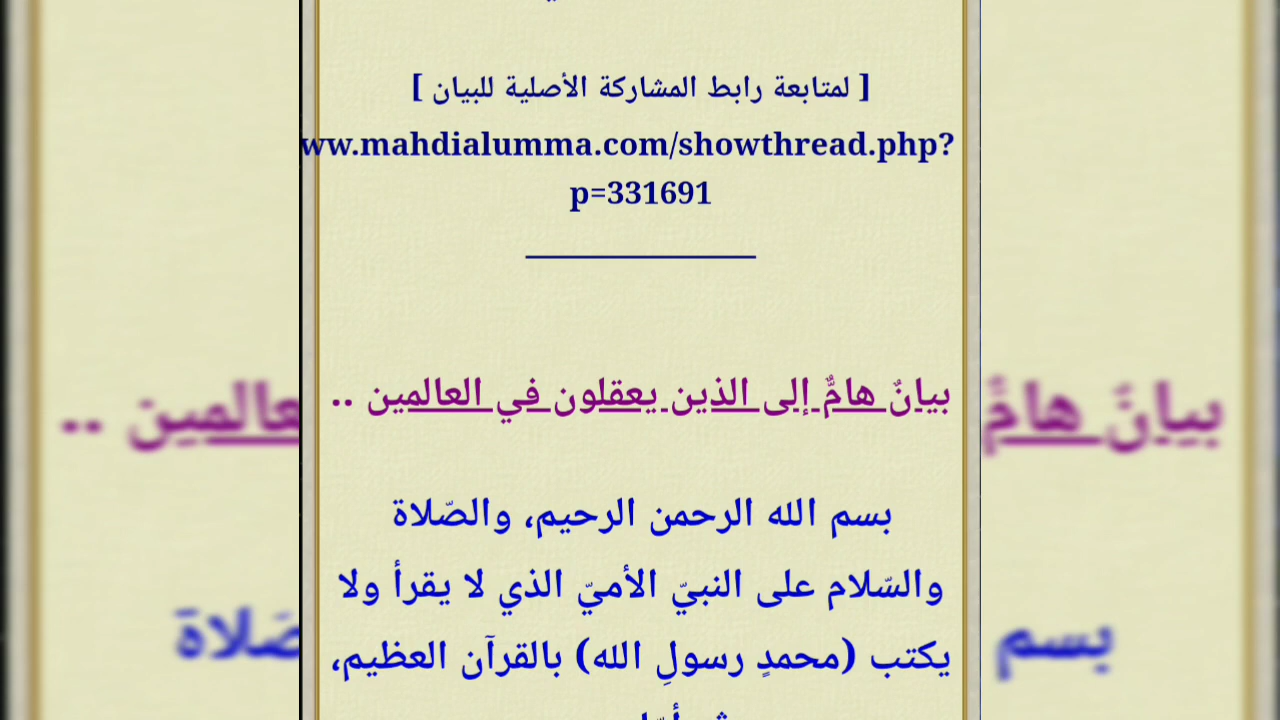 [ لمتابعة رابط المشاركة الأصلية للبيان ]
ww.mahdialumma.com/showthread.php?
p=331691
بيانٌ هامٌّ إلى الذين يعقلون في العالمين ..
بسم الله الرحمن الرحيم، والصّلاة
والسّلام على النبيّ الأميّ الذي لا يقرأ ولا
يكتب (محمدٍ رسولِ الله) بالقرآن العظيم،